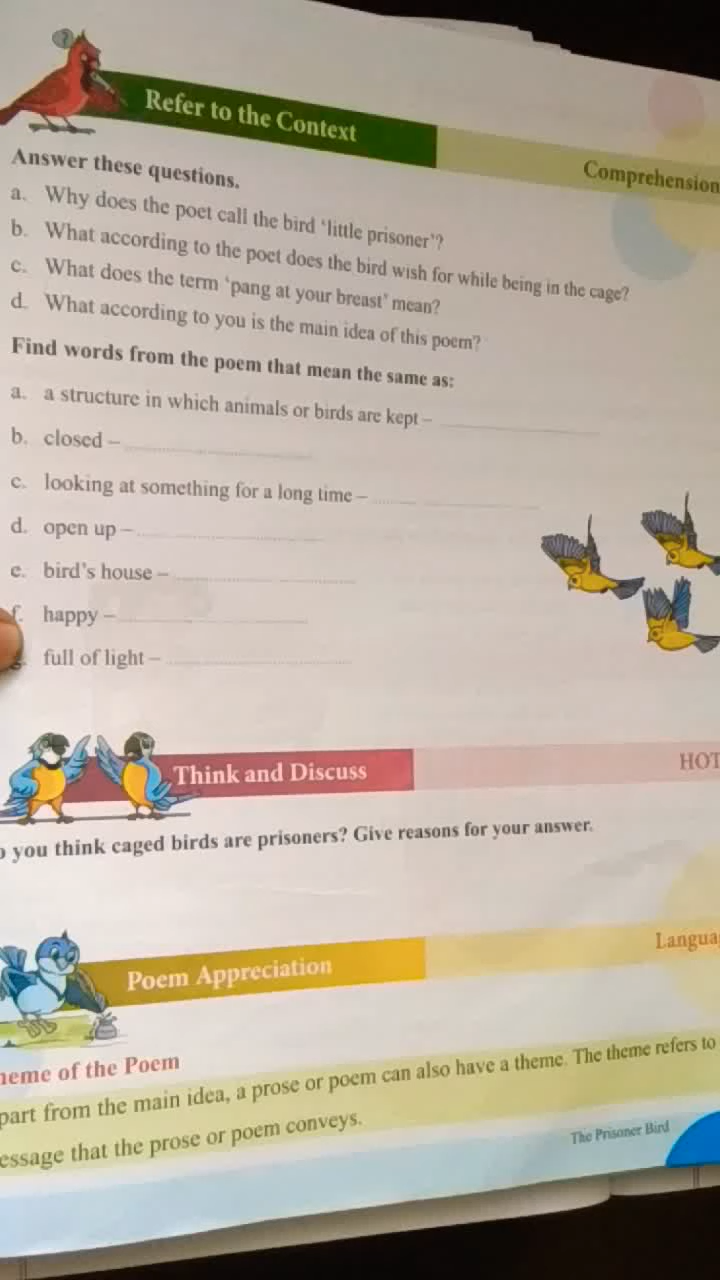 ?
Refer to the Context
Comprehension
Answer these questions.
a. Why does the poet call the bird ‘little prisoner’?
b. What according to the poet does the bird wish for while being in the cage?
c. What does the term ‘pang at your breast’ mean?
d. What according to you is the main idea of this poem?
Find words from the poem that mean the same as:
a. a structure in which animals or birds are kept –
b. closed –
c. looking at something for a long time –
d. open up –
e. bird’s house –
f. happy –
g. full of light –
Think and Discuss
HOT
o you think caged birds are prisoners? Give reasons for your answer.
Poem Appreciation
Langua
heme of the Poem
part from the main idea, a prose or poem can also have a theme. The theme refers to
essage that the prose or poem conveys.
The Prisoner Bird